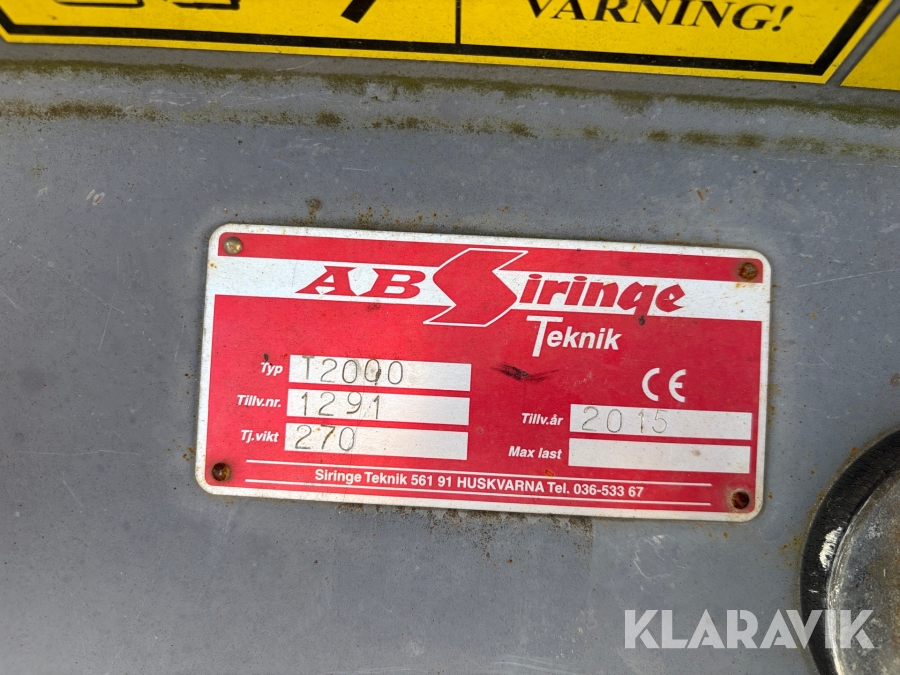 VARNING!
AB Siringe
Teknik
Typ T2000
Tillv.nr. 1291
Tillv.år 2015
Tj.vikt 270
Max last
CE
Siringe Teknik 561 91 HUSKVARNA Tel. 036-533 67
KLARAVIK